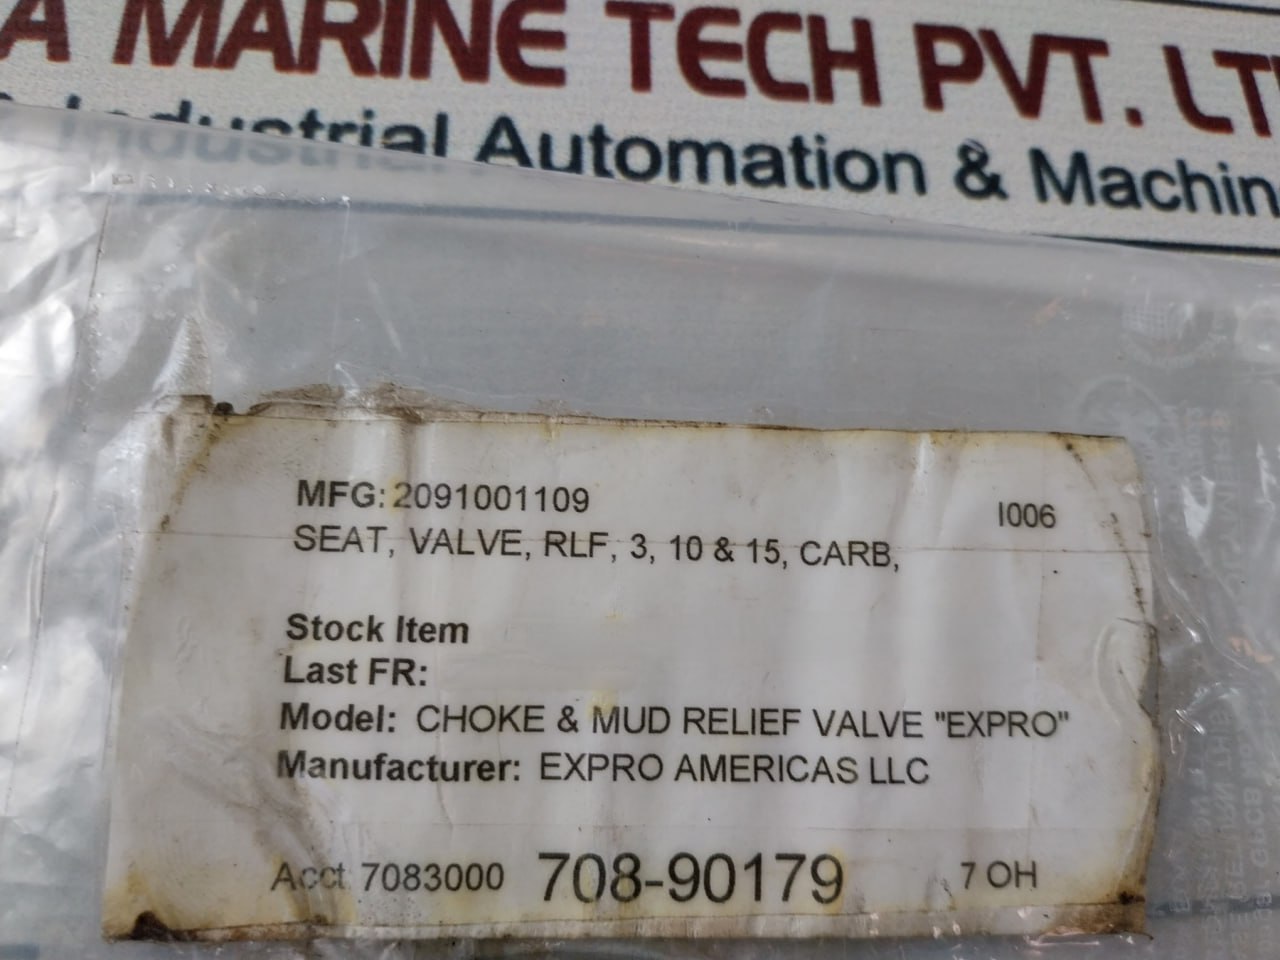 A MARINE TECH PVT. LT
Industrial Automation & Machin
MFG: 2091001109
I006
SEAT, VALVE, RLF, 3, 10 & 15, CARB,
Stock Item
Last FR:
Model: CHOKE & MUD RELIEF VALVE "EXPRO"
Manufacturer: EXPRO AMERICAS LLC
Acct 7083000 708-90179 7 OH